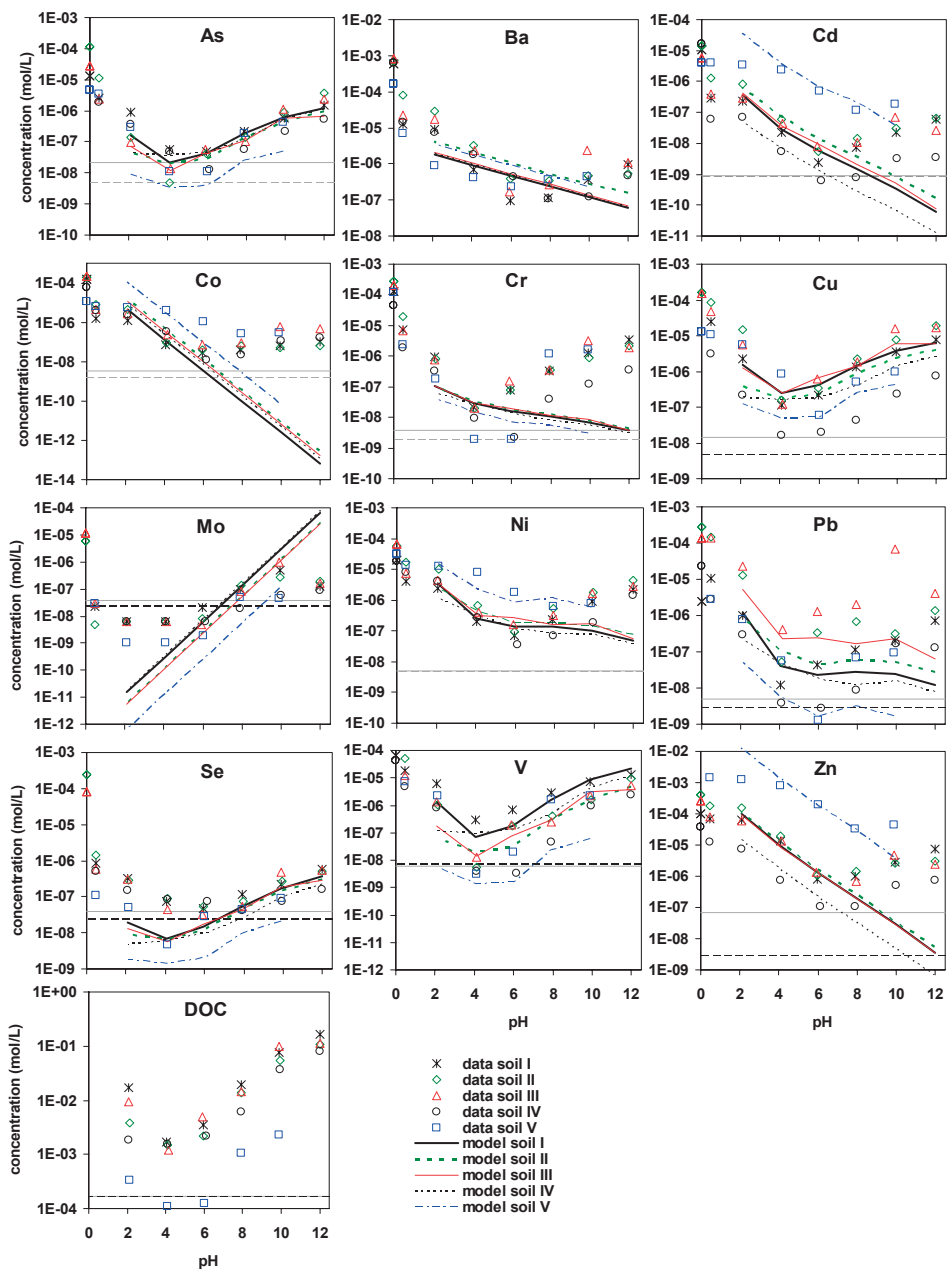 As
Ba
Cd
concentration (mol/L)
1E-03
1E-04
1E-05
1E-06
1E-07
1E-08
1E-09
1E-10
1E-02
1E-04
1E-06
1E-08
1E-03
1E-05
1E-07
1E-09
1E-11
Co
Cr
Cu
concentration (mol/L)
1E-04
1E-06
1E-08
1E-10
1E-12
1E-14
1E-03
1E-04
1E-05
1E-06
1E-07
1E-08
1E-09
1E-10
1E-03
1E-04
1E-05
1E-06
1E-07
1E-08
1E-09
Mo
Ni
Pb
concentration (mol/L)
1E-04
1E-05
1E-06
1E-07
1E-08
1E-09
1E-10
1E-11
1E-12
1E-03
1E-04
1E-05
1E-06
1E-07
1E-08
1E-09
1E-10
1E-03
1E-04
1E-05
1E-06
1E-07
1E-08
1E-09
Se
V
Zn
concentration (mol/L)
1E-03
1E-04
1E-05
1E-06
1E-07
1E-08
1E-09
1E-04
1E-05
1E-06
1E-07
1E-08
1E-09
1E-10
1E-11
1E-12
1E-02
1E-03
1E-04
1E-05
1E-06
1E-07
1E-08
1E-09
0 2 4 6 8 10 12
0 2 4 6 8 10 12
pH
pH
DOC
concentration (mol/L)
1E+00
1E-01
1E-02
1E-03
1E-04
0 2 4 6 8 10 12
pH
data soil I
data soil II
data soil III
data soil IV
data soil V
model soil I
model soil II
model soil III
model soil IV
model soil V